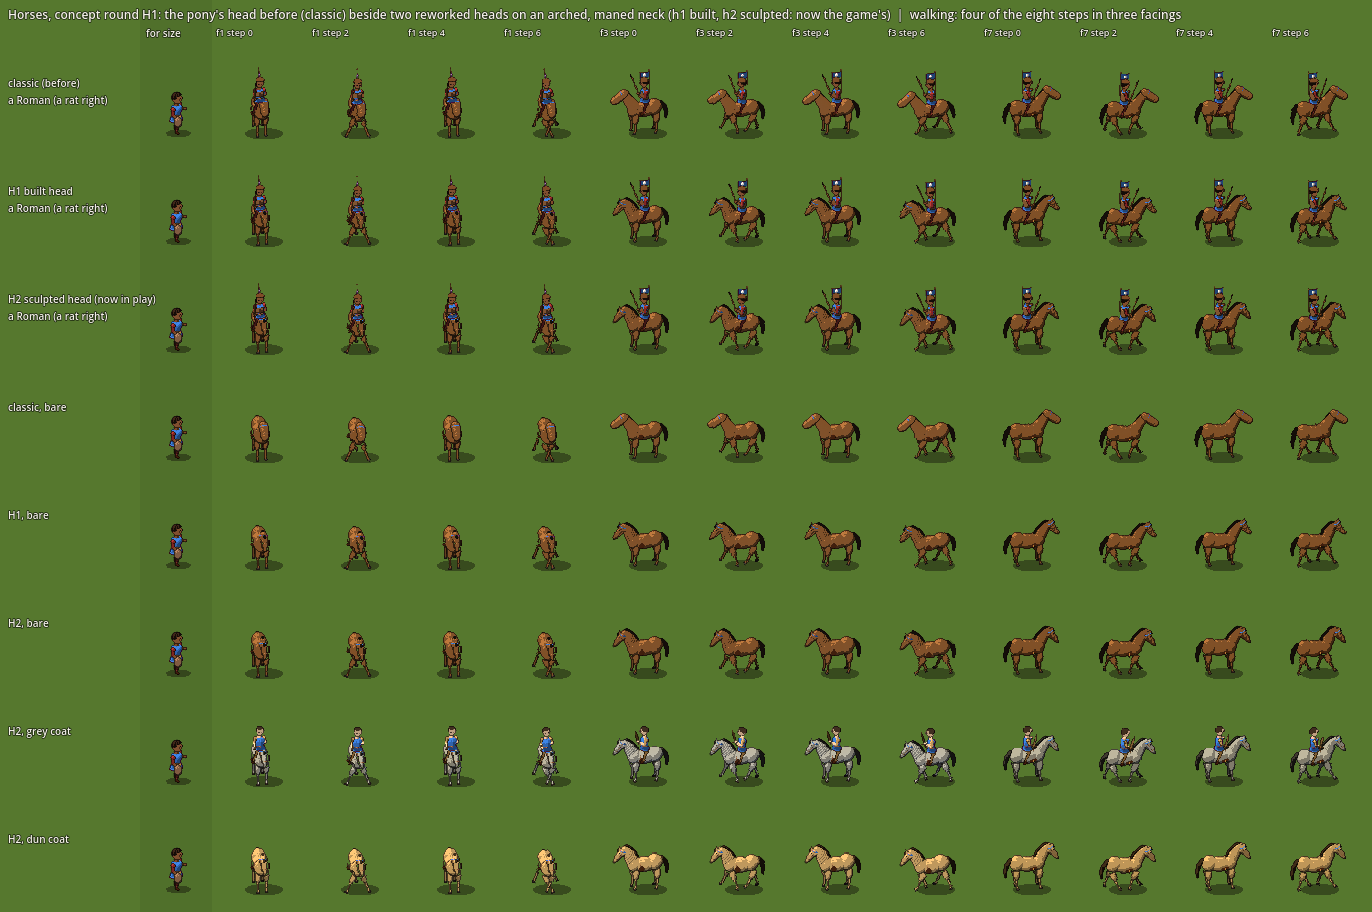 Horses, concept round H1: the pony's head before (classic) beside two reworked heads on an arched, maned neck (h1 built, h2 sculpted: now the game's) | walking: four of the eight steps in three facings
for size f1 step 0 f1 step 2 f1 step 4 f1 step 6 f3 step 0 f3 step 2 f3 step 4 f3 step 6 f7 step 0 f7 step 2 f7 step 4 f7 step 6
classic (before)
a Roman (a rat right)
H1 built head
a Roman (a rat right)
H2 sculpted head (now in play)
a Roman (a rat right)
classic, bare
H1, bare
H2, bare
H2, grey coat
H2, dun coat